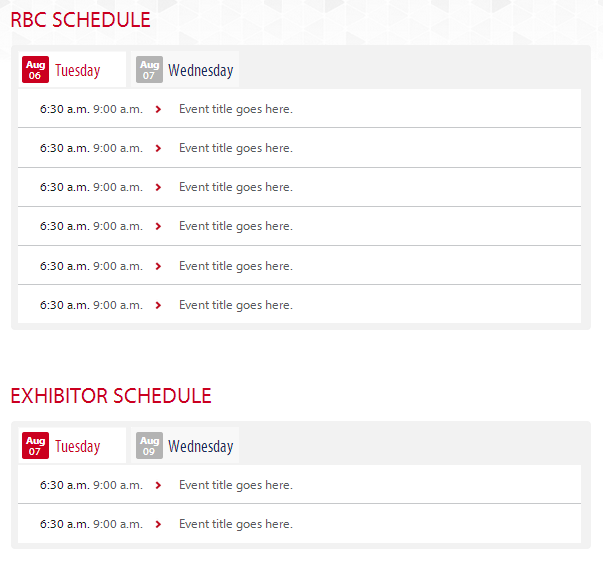 RBC SCHEDULE
Aug 06 Tuesday Aug 07 Wednesday
6:30 a.m. 9:00 a.m. Event title goes here.
6:30 a.m. 9:00 a.m. Event title goes here.
6:30 a.m. 9:00 a.m. Event title goes here.
6:30 a.m. 9:00 a.m. Event title goes here.
6:30 a.m. 9:00 a.m. Event title goes here.
6:30 a.m. 9:00 a.m. Event title goes here.
EXHIBITOR SCHEDULE
Aug 07 Tuesday Aug 09 Wednesday
6:30 a.m. 9:00 a.m. Event title goes here.
6:30 a.m. 9:00 a.m. Event title goes here.